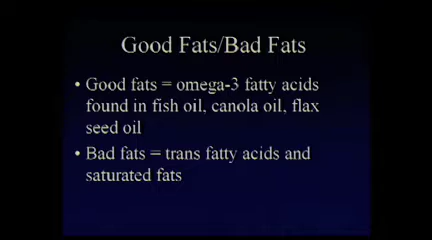 Good Fats/Bad Fats
• Good fats = omega-3 fatty acids
found in fish oil, canola oil, flax
seed oil
• Bad fats = trans fatty acids and
saturated fats